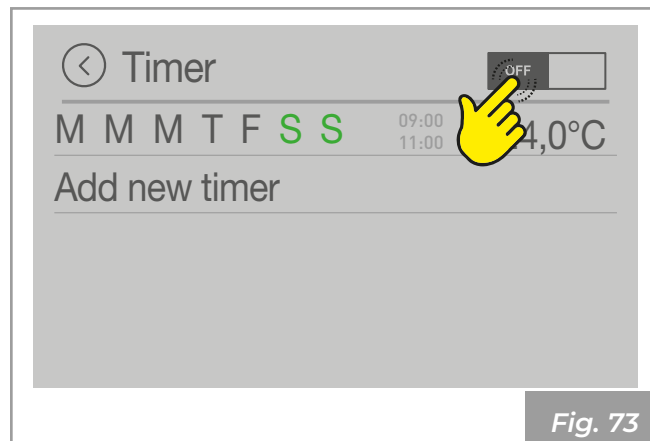 Timer OFF
M M M T F S S 09:00 4,0°C
11:00
Add new timer
Fig. 73